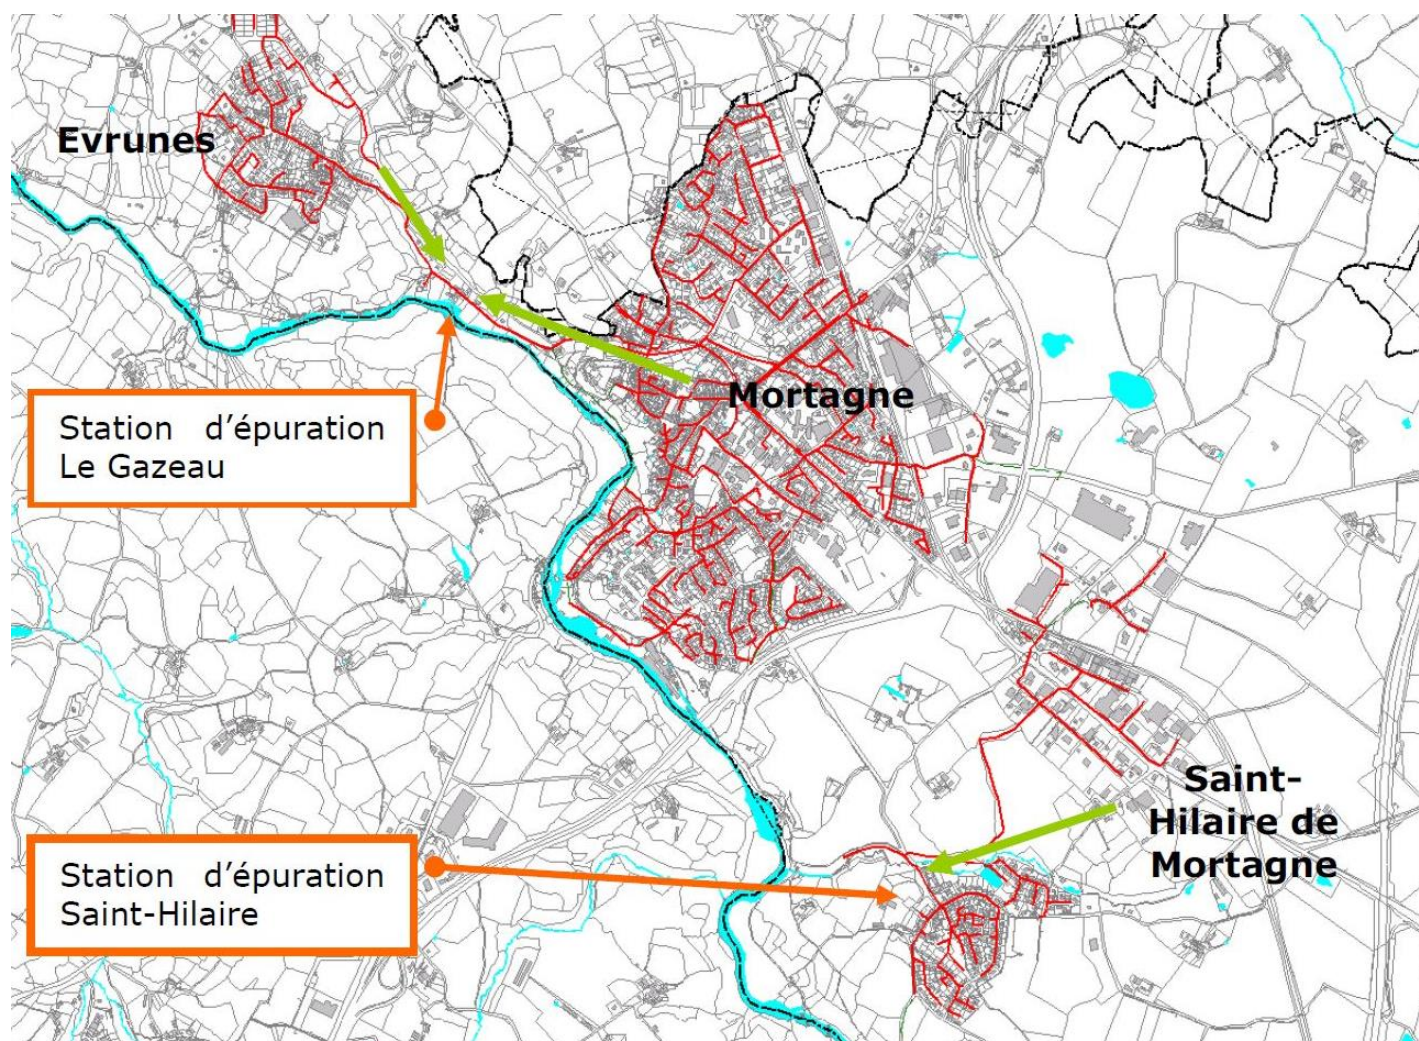 Evrunes
Mortagne
Station d'épuration
Le Gazeau
Saint-
Hilaire de
Mortagne
Station d'épuration
Saint-Hilaire